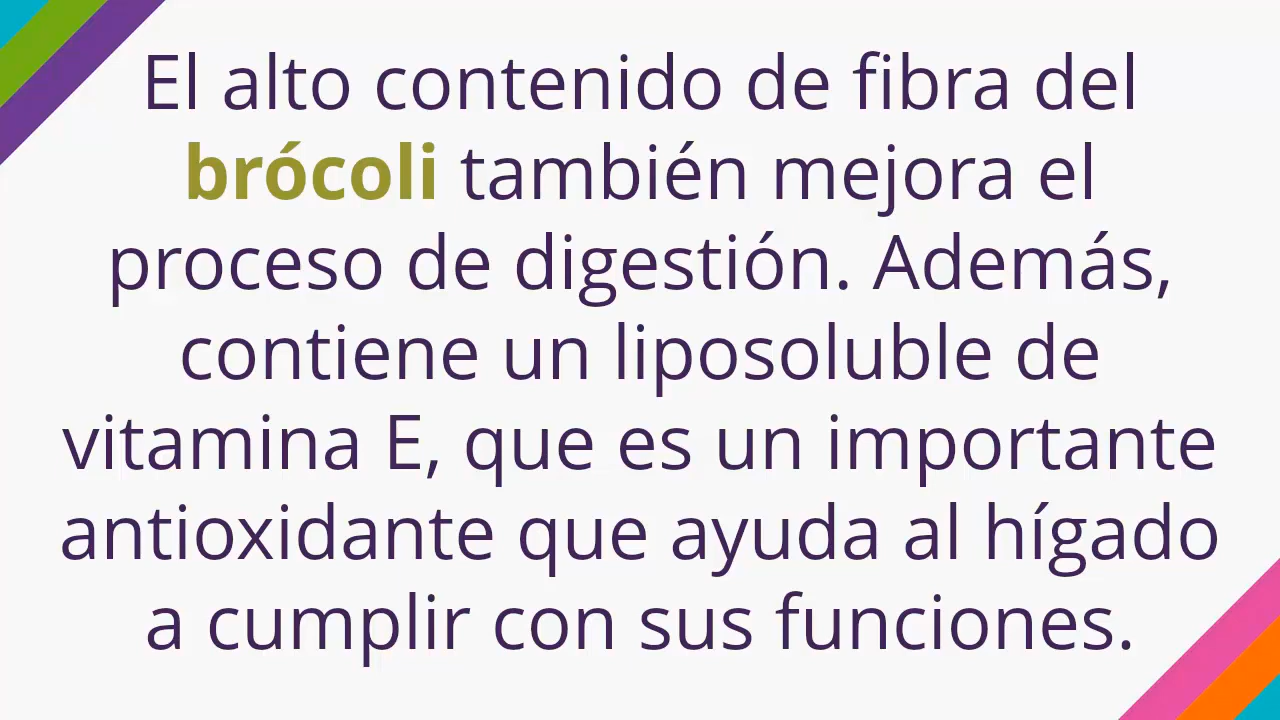 El alto contenido de fibra del
brócoli también mejora el
proceso de digestión. Además,
contiene un liposoluble de
vitamina E, que es un importante
antioxidante que ayuda al hígado
a cumplir con sus funciones.